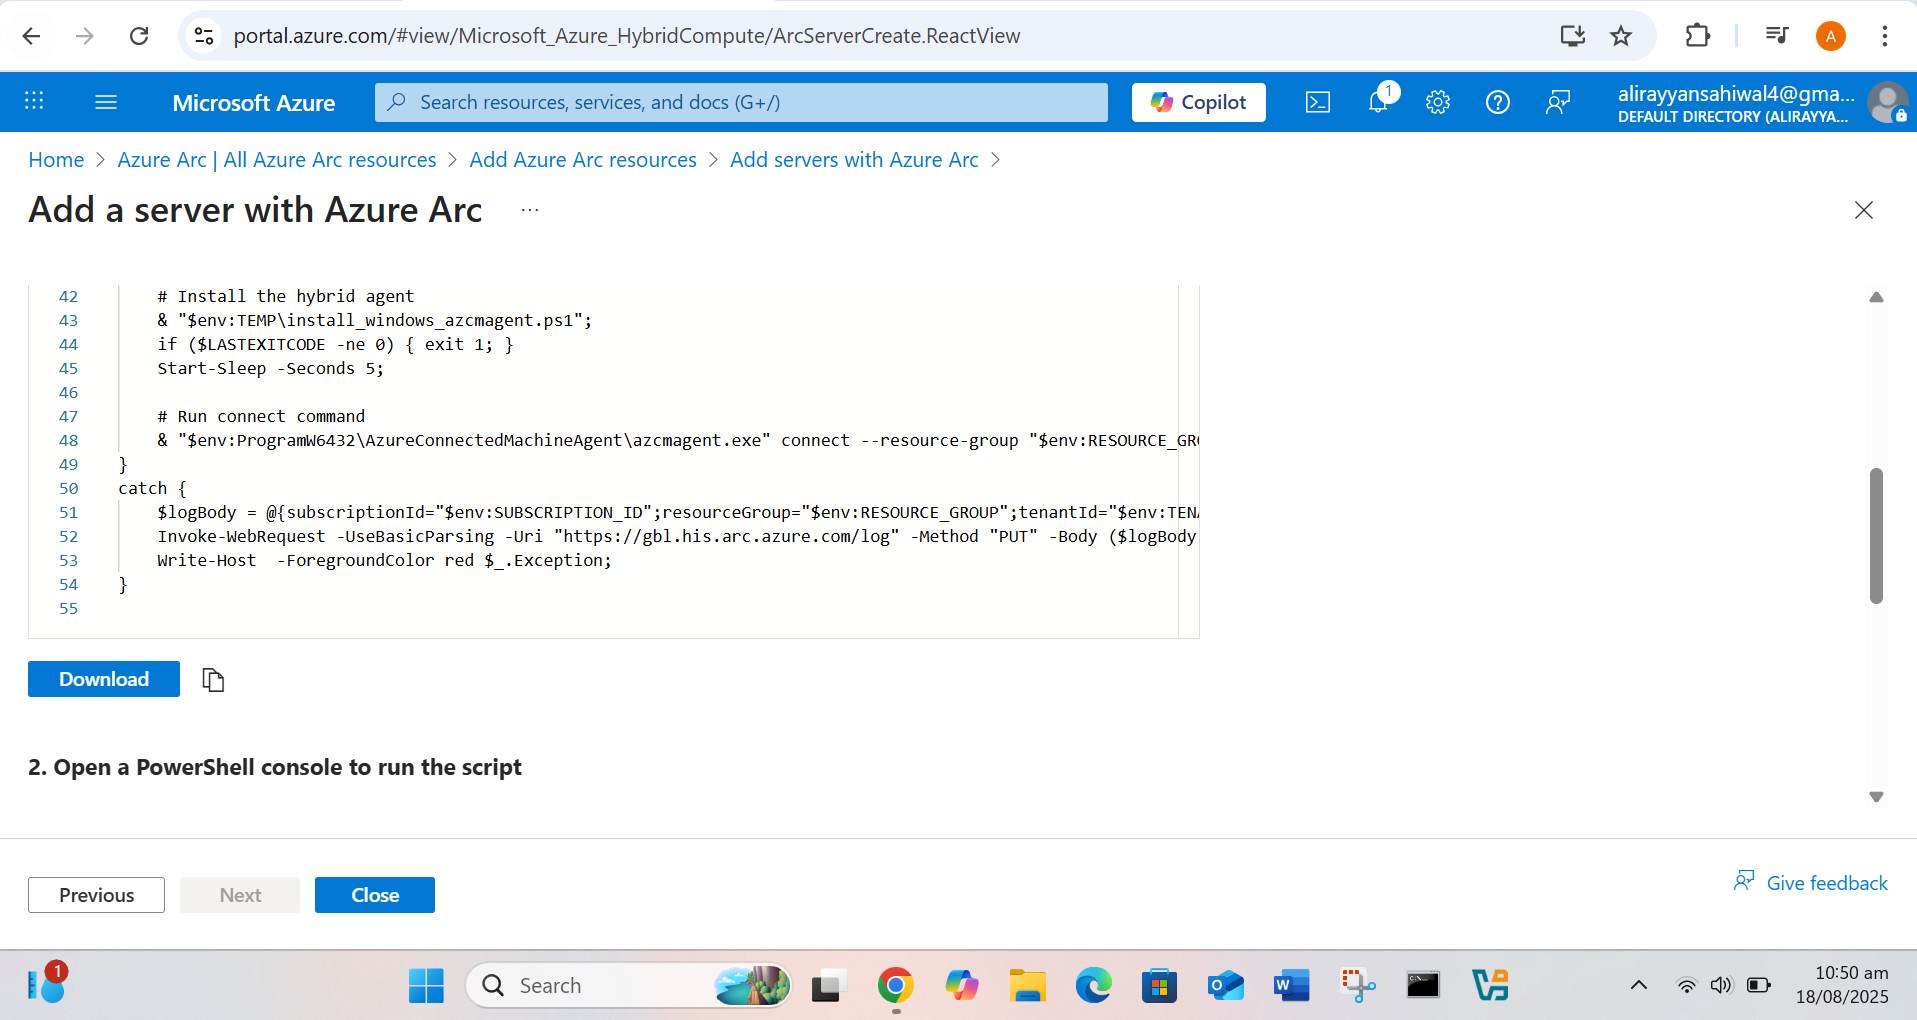 portal.azure.com/#view/Microsoft_Azure_HybridCompute/ArcServerCreate.ReactView
A
Microsoft Azure
Search resources, services, and docs (G+/)
Copilot
1
alirayyansahiwal4@gma...
DEFAULT DIRECTORY (ALIRAYYA...
Home > Azure Arc | All Azure Arc resources > Add Azure Arc resources > Add servers with Azure Arc >
Add a server with Azure Arc ...
42 # Install the hybrid agent
43 & "$env:TEMP\install_windows_azcmagent.ps1";
44 if ($LASTEXITCODE -ne 0) { exit 1; }
45 Start-Sleep -Seconds 5;
46
47 # Run connect command
48 & "$env:ProgramW6432\AzureConnectedMachineAgent\azcmagent.exe" connect --resource-group "$env:RESOURCE_GR
49 }
50 catch {
51 $logBody = @{subscriptionId="$env:SUBSCRIPTION_ID";resourceGroup="$env:RESOURCE_GROUP";tenantId="$env:TEN
52 Invoke-WebRequest -UseBasicParsing -Uri "https://gbl.his.arc.azure.com/log" -Method "PUT" -Body ($logBody
53 Write-Host  -ForegroundColor red $_.Exception;
54 }
55
Download
2. Open a PowerShell console to run the script
Previous
Next
Close
Give feedback
1
Search
10:50 am
18/08/2025